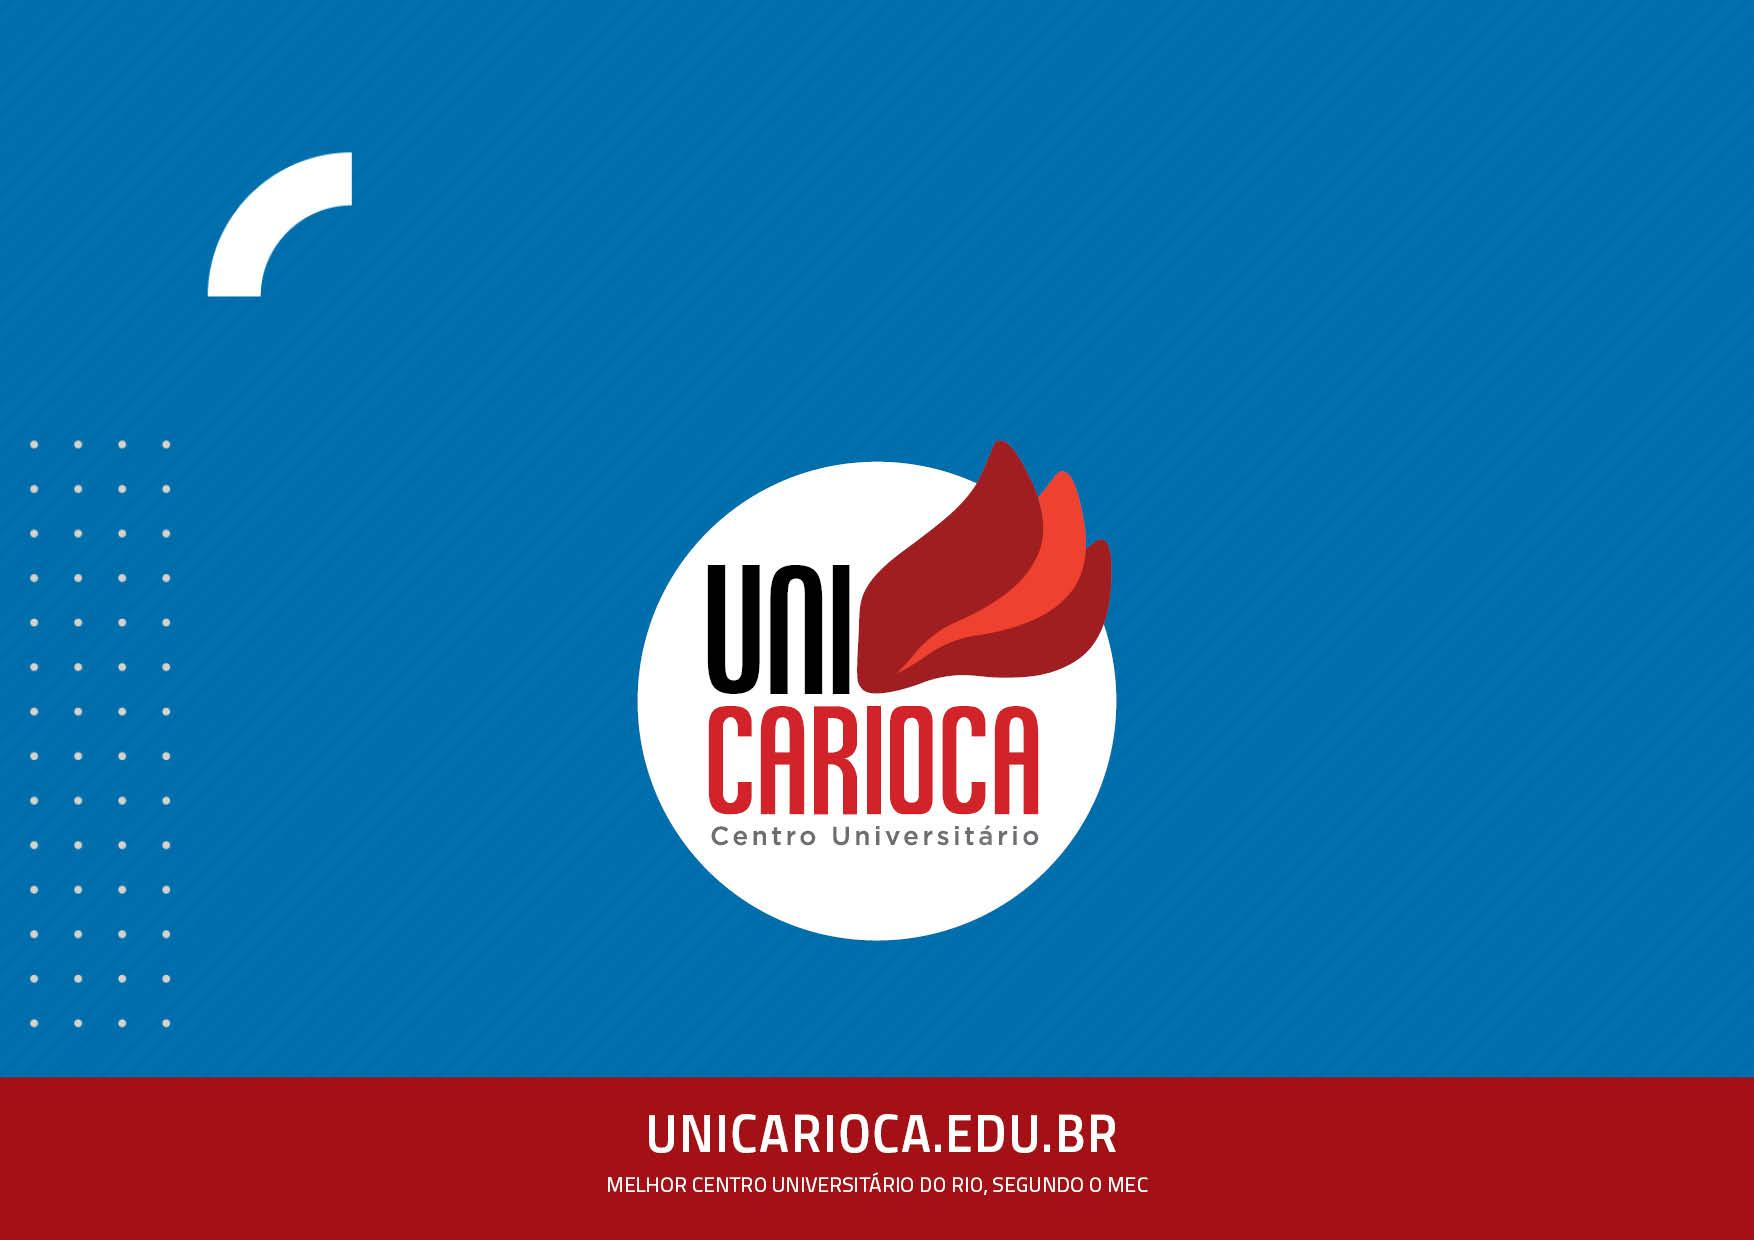 UNI
CARIOCA
Centro Universitário
UNICARIOCA.EDU.BR
MELHOR CENTRO UNIVERSITÁRIO DO RIO, SEGUNDO O MEC